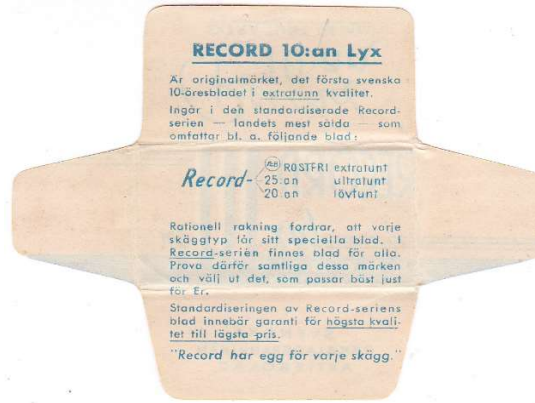 RECORD 10:an Lyx
Är originalmärket, det första svenska
10-öresbladet i extratunn kvalitet.
Ingår i den standardiserade Record-
serien — landets mest sålda — som
omfattar bl. a. följande blad:
Record- ROSTFRI extratunt
25:an ultratunt
20:an lövtunt
Rationell rakning fordrar, att varje
skäggtyp får sitt speciella blad. I
Record-serien finnes blad för alla.
Prova därför samtliga dessa märken
och välj ut det, som passar bäst just
för Er.
Standardiseringen av Record-seriens
blad innebär garanti för högsta kvali-
tet till lägsta pris.
"Record har egg för varje skägg."